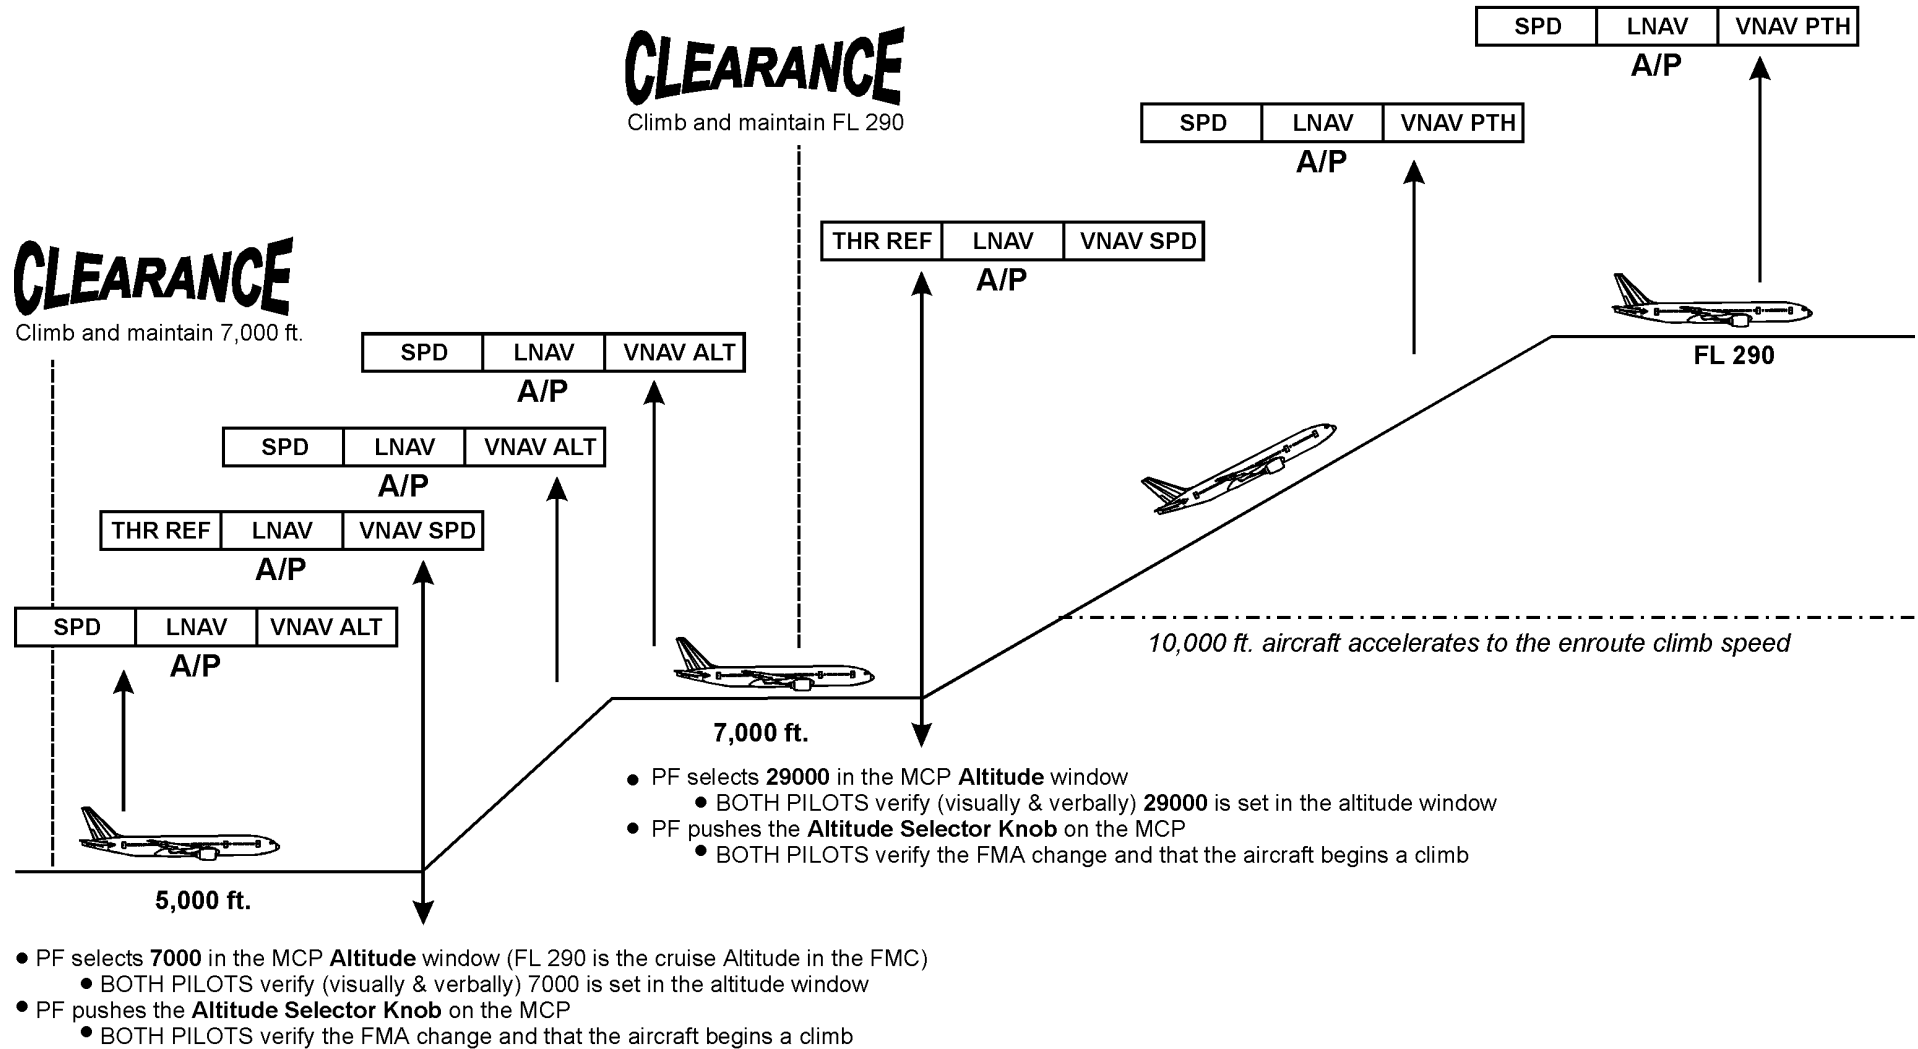 SPD LNAV VNAV PTH
A/P
CLEARANCE
Climb and maintain FL 290
SPD LNAV VNAV PTH
A/P
THR REF LNAV VNAV SPD
A/P
CLEARANCE
Climb and maintain 7,000 ft.
SPD LNAV VNAV ALT
A/P
FL 290
SPD LNAV VNAV ALT
A/P
THR REF LNAV VNAV SPD
A/P
SPD LNAV VNAV ALT
A/P
10,000 ft. aircraft accelerates to the enroute climb speed
7,000 ft.
● PF selects 29000 in the MCP Altitude window
● BOTH PILOTS verify (visually & verbally) 29000 is set in the altitude window
● PF pushes the Altitude Selector Knob on the MCP
● BOTH PILOTS verify the FMA change and that the aircraft begins a climb
5,000 ft.
● PF selects 7000 in the MCP Altitude window (FL 290 is the cruise Altitude in the FMC)
● BOTH PILOTS verify (visually & verbally) 7000 is set in the altitude window
● PF pushes the Altitude Selector Knob on the MCP
● BOTH PILOTS verify the FMA change and that the aircraft begins a climb